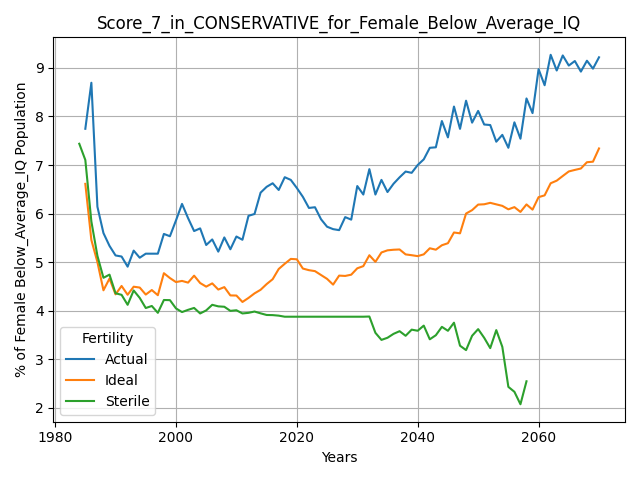 Score_7_in_CONSERVATIVE_for_Female_Below_Average_IQ
% of Female Below_Average_IQ Population
9
8
7
6
5
4
3
2
Fertility
Actual
Ideal
Sterile
1980
2000
2020
2040
2060
Years